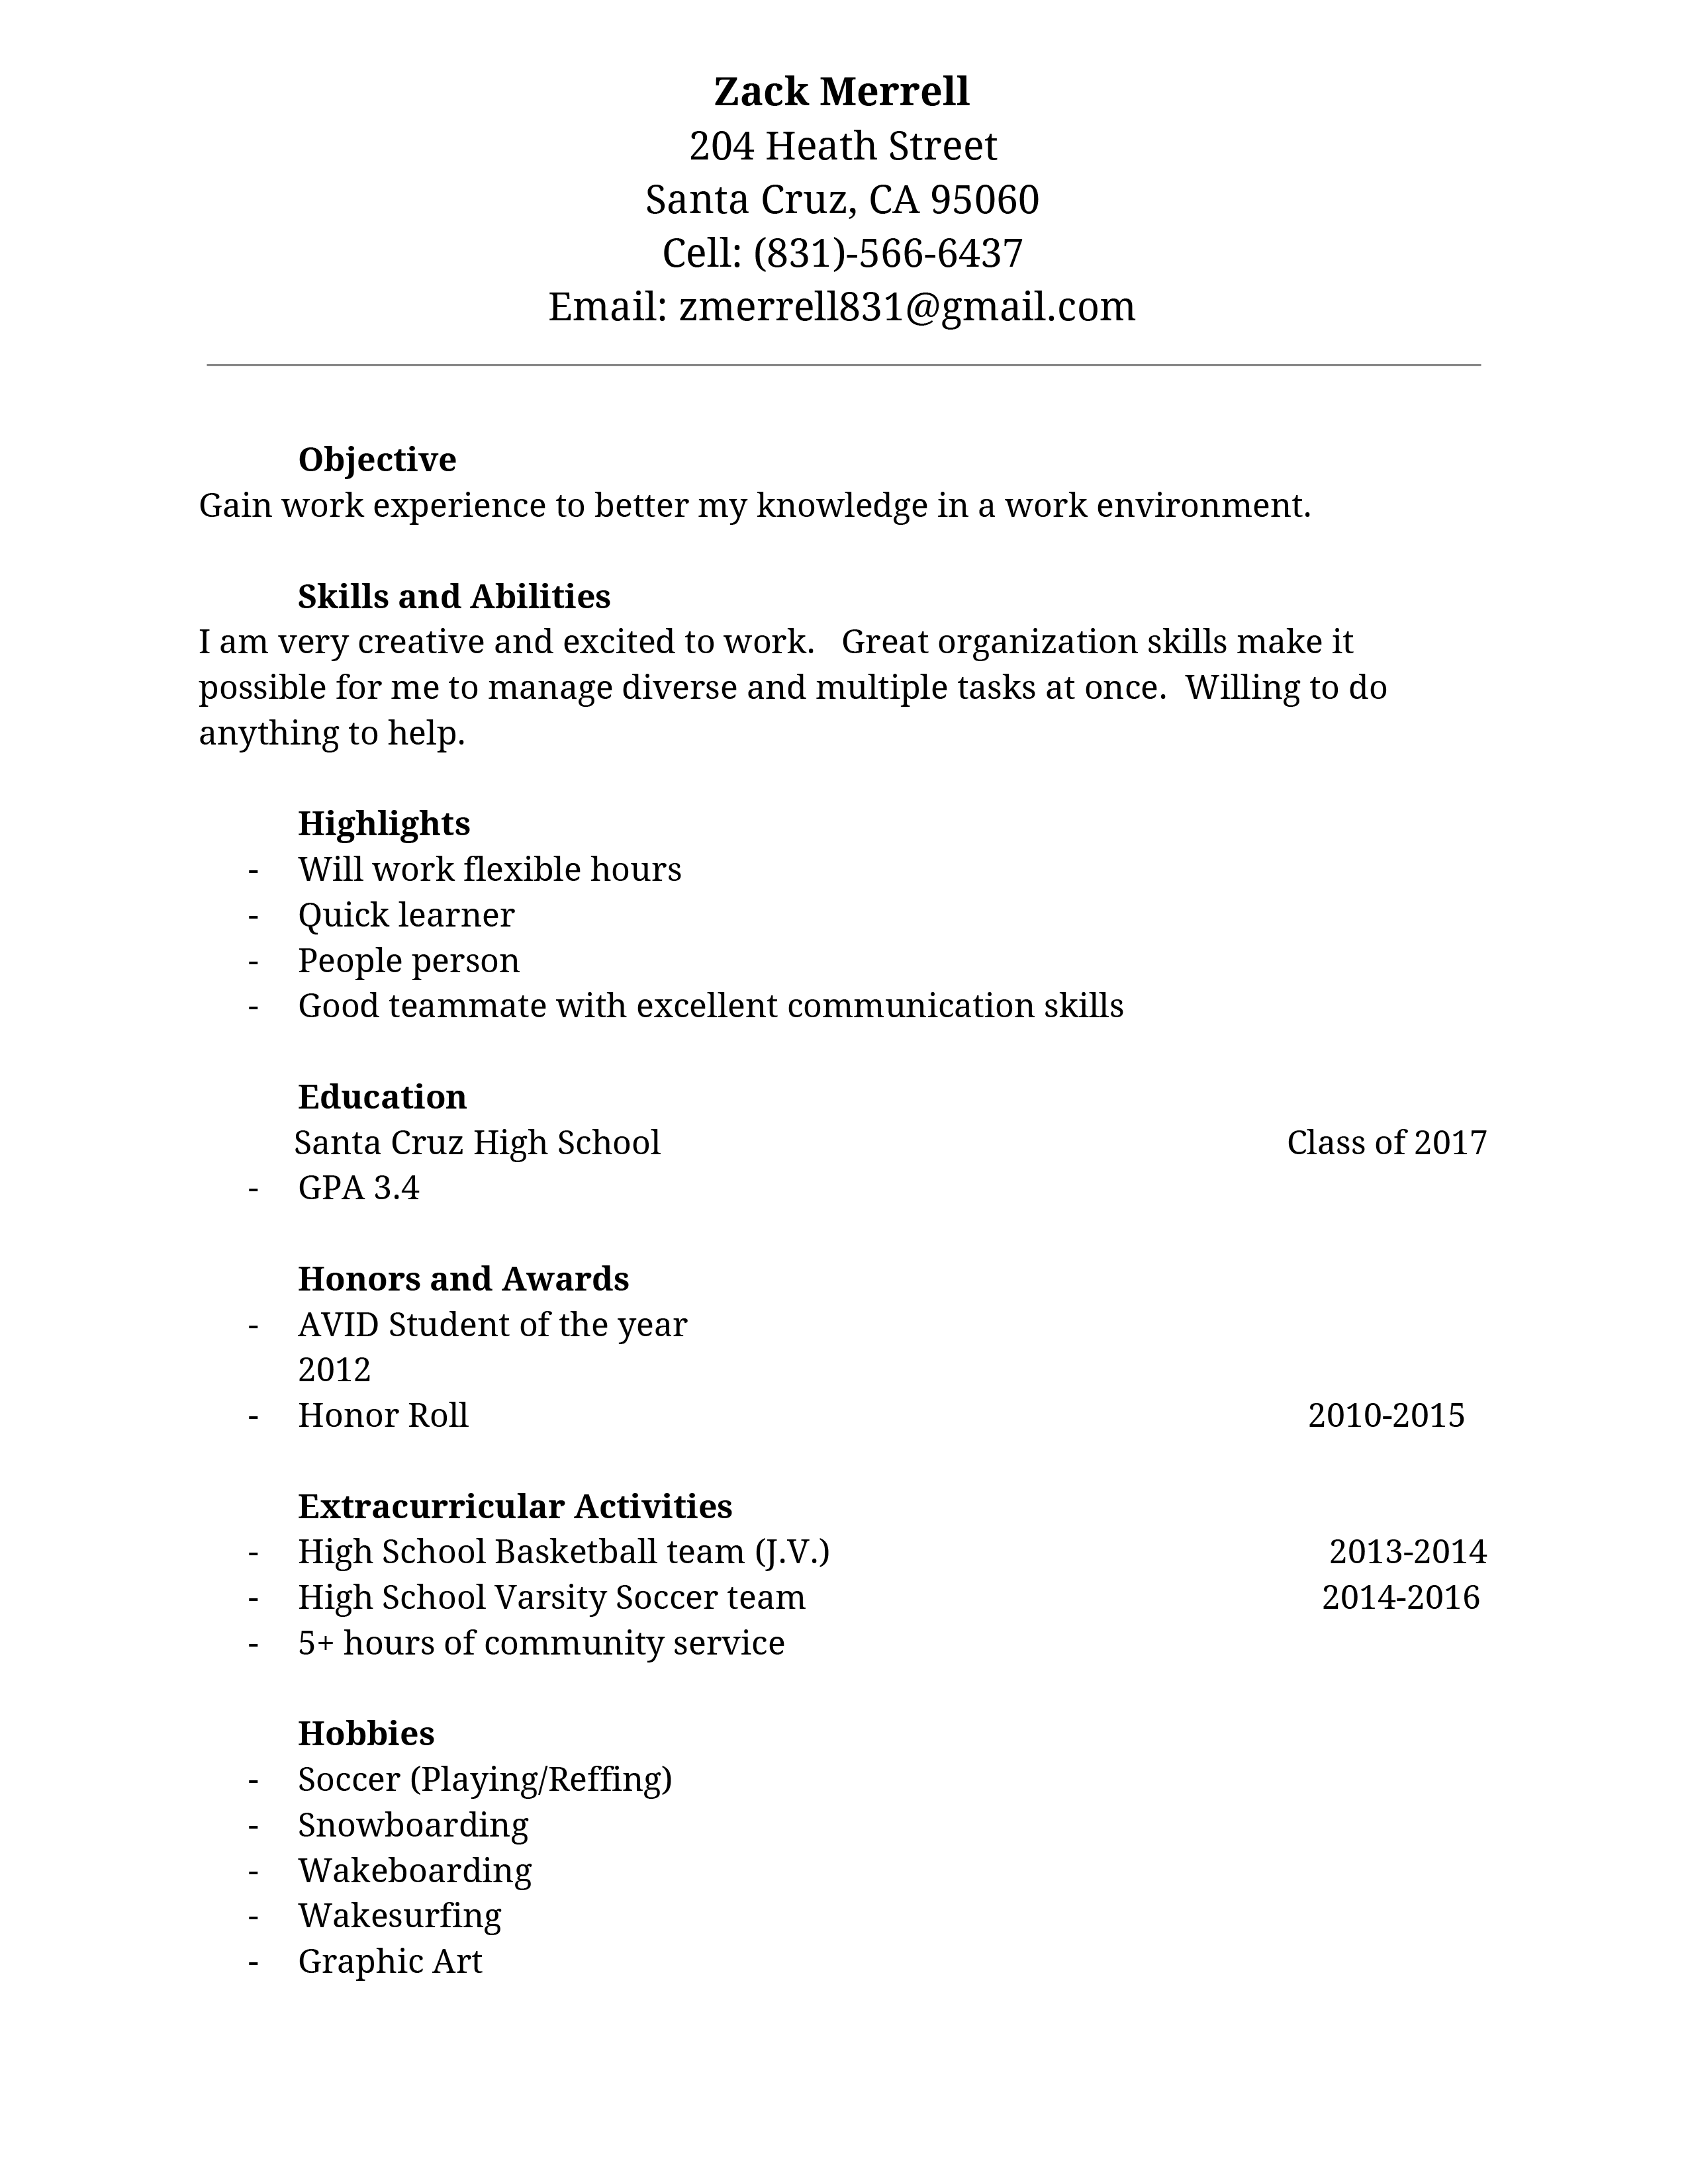 Zack Merrell
204 Heath Street
Santa Cruz, CA 95060
Cell: (831)-566-6437
Email: zmerrell831@gmail.com
Objective
Gain work experience to better my knowledge in a work environment.
Skills and Abilities
I am very creative and excited to work.   Great organization skills make it
possible for me to manage diverse and multiple tasks at once.  Willing to do
anything to help.
Highlights
- Will work flexible hours
- Quick learner
- People person
- Good teammate with excellent communication skills
Education
Santa Cruz High School Class of 2017
- GPA 3.4
Honors and Awards
- AVID Student of the year
2012
- Honor Roll 2010-2015
Extracurricular Activities
- High School Basketball team (J.V.) 2013-2014
- High School Varsity Soccer team 2014-2016
- 5+ hours of community service
Hobbies
- Soccer (Playing/Reffing)
- Snowboarding
- Wakeboarding
- Wakesurfing
- Graphic Art